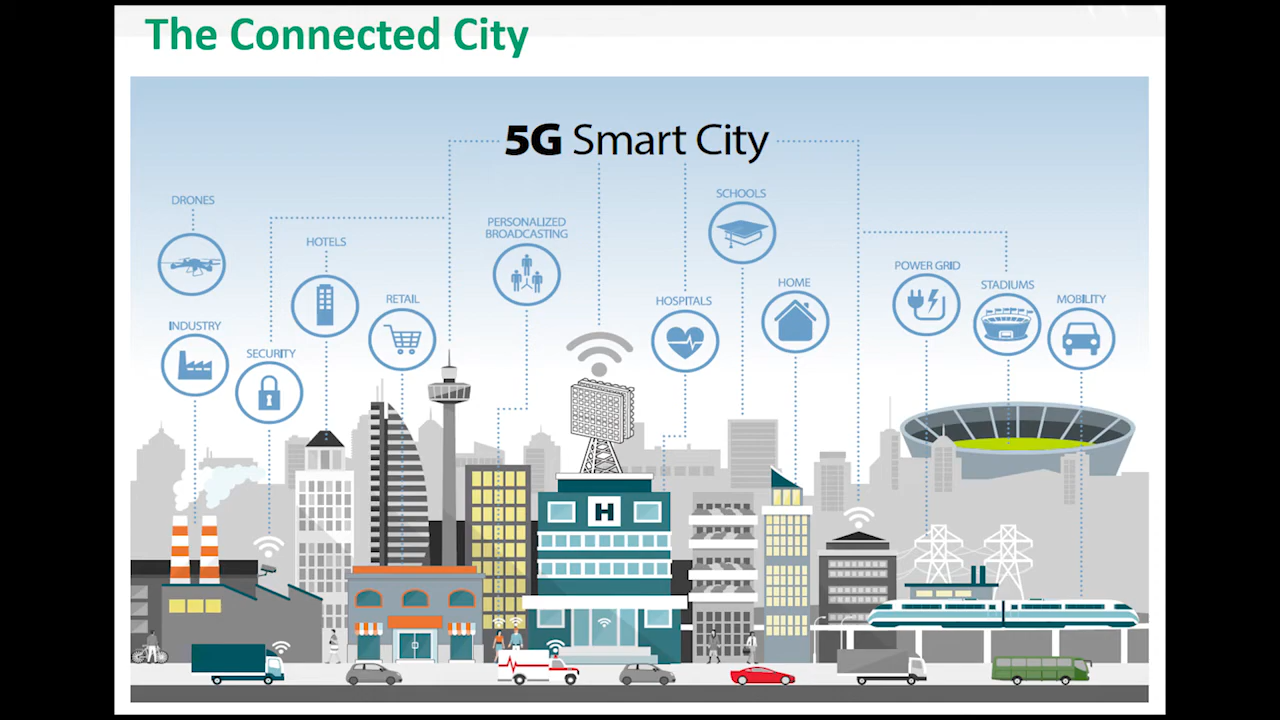 The Connected City
5G Smart City
DRONES
HOTELS
RETAIL
INDUSTRY
SECURITY
PERSONALIZED
BROADCASTING
SCHOOLS
HOSPITALS
HOME
POWER GRID
STADIUMS
MOBILITY
H